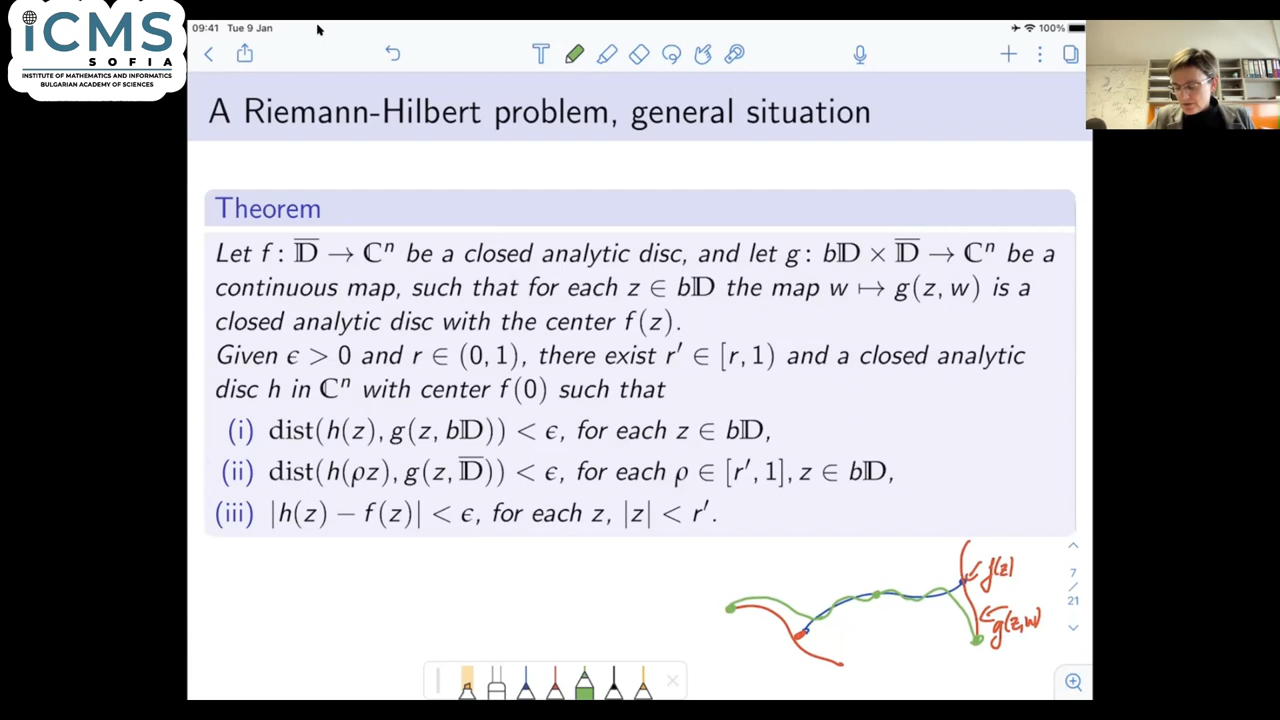 iCMS
SOFIA
INSTITUTE OF MATHEMATICS AND INFORMATICS
BULGARIAN ACADEMY OF SCIENCES
09:41 Tue 9 Jan
100%
A Riemann-Hilbert problem, general situation
Theorem
Let f : 𝔻̅ → ℂⁿ be a closed analytic disc, and let g : b𝔻 × 𝔻̅ → ℂⁿ be a
continuous map, such that for each z ∈ b𝔻 the map w ↦ g(z, w) is a
closed analytic disc with the center f(z).
Given ϵ > 0 and r ∈ (0, 1), there exist r′ ∈ [r, 1) and a closed analytic
disc h in ℂⁿ with center f(0) such that
(i) dist(h(z), g(z, b𝔻)) < ϵ, for each z ∈ b𝔻,
(ii) dist(h(ρz), g(z, 𝔻̅)) < ϵ, for each ρ ∈ [r′, 1], z ∈ b𝔻,
(iii) |h(z) − f(z)| < ϵ, for each z, |z| < r′.
f(z)
g(z,w)
7
/
21